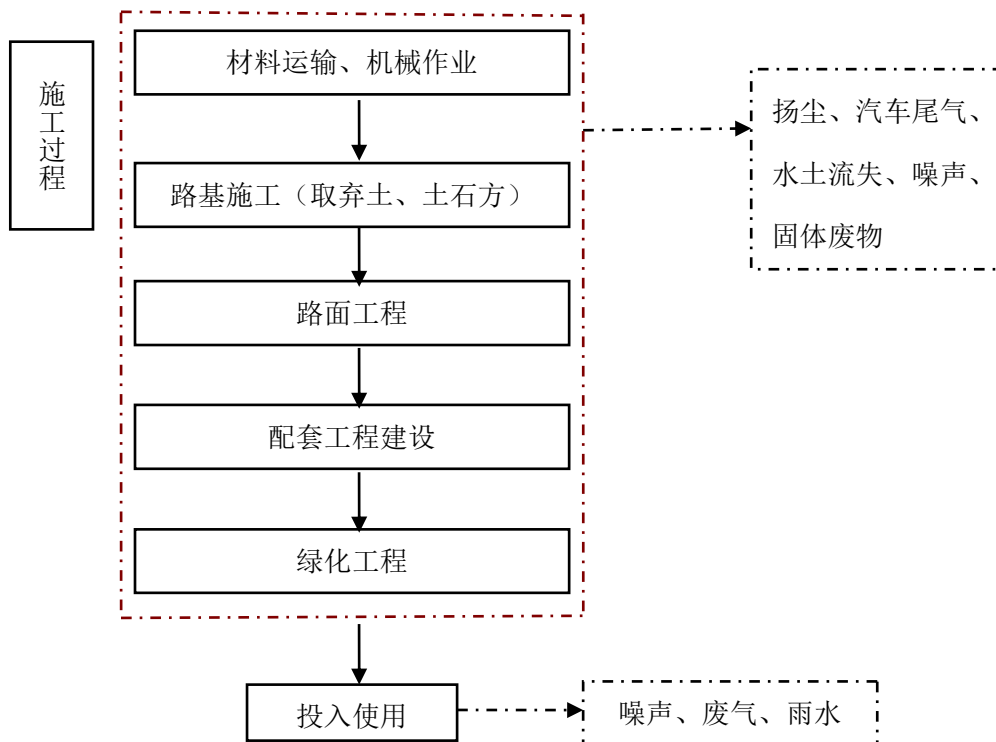 施工过程
材料运输、机械作业
路基施工（取弃土、土石方）
路面工程
配套工程建设
绿化工程
投入使用
扬尘、汽车尾气、
水土流失、噪声、
固体废物
噪声、废气、雨水